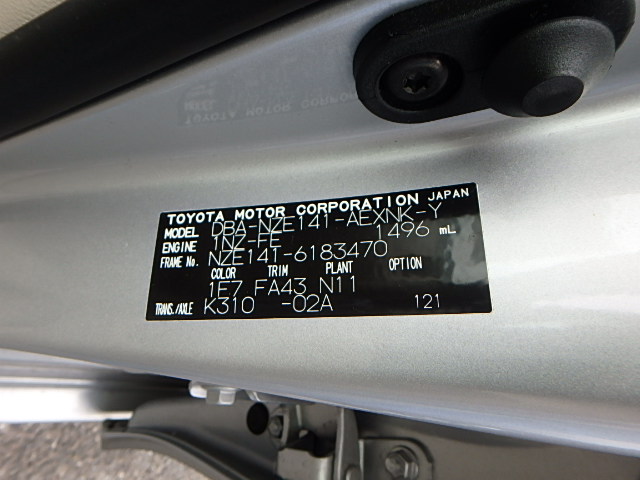 TOYOTA MOTOR CORPORATION JAPAN
MODEL DBA-NZE141-AEXNK-Y
ENGINE 1NZ-FE 1496 mL
FRAME No. NZE141-6183470
COLOR TRIM PLANT OPTION
1E7 FA43 N11
TRANS./AXLE K310 -02A 121